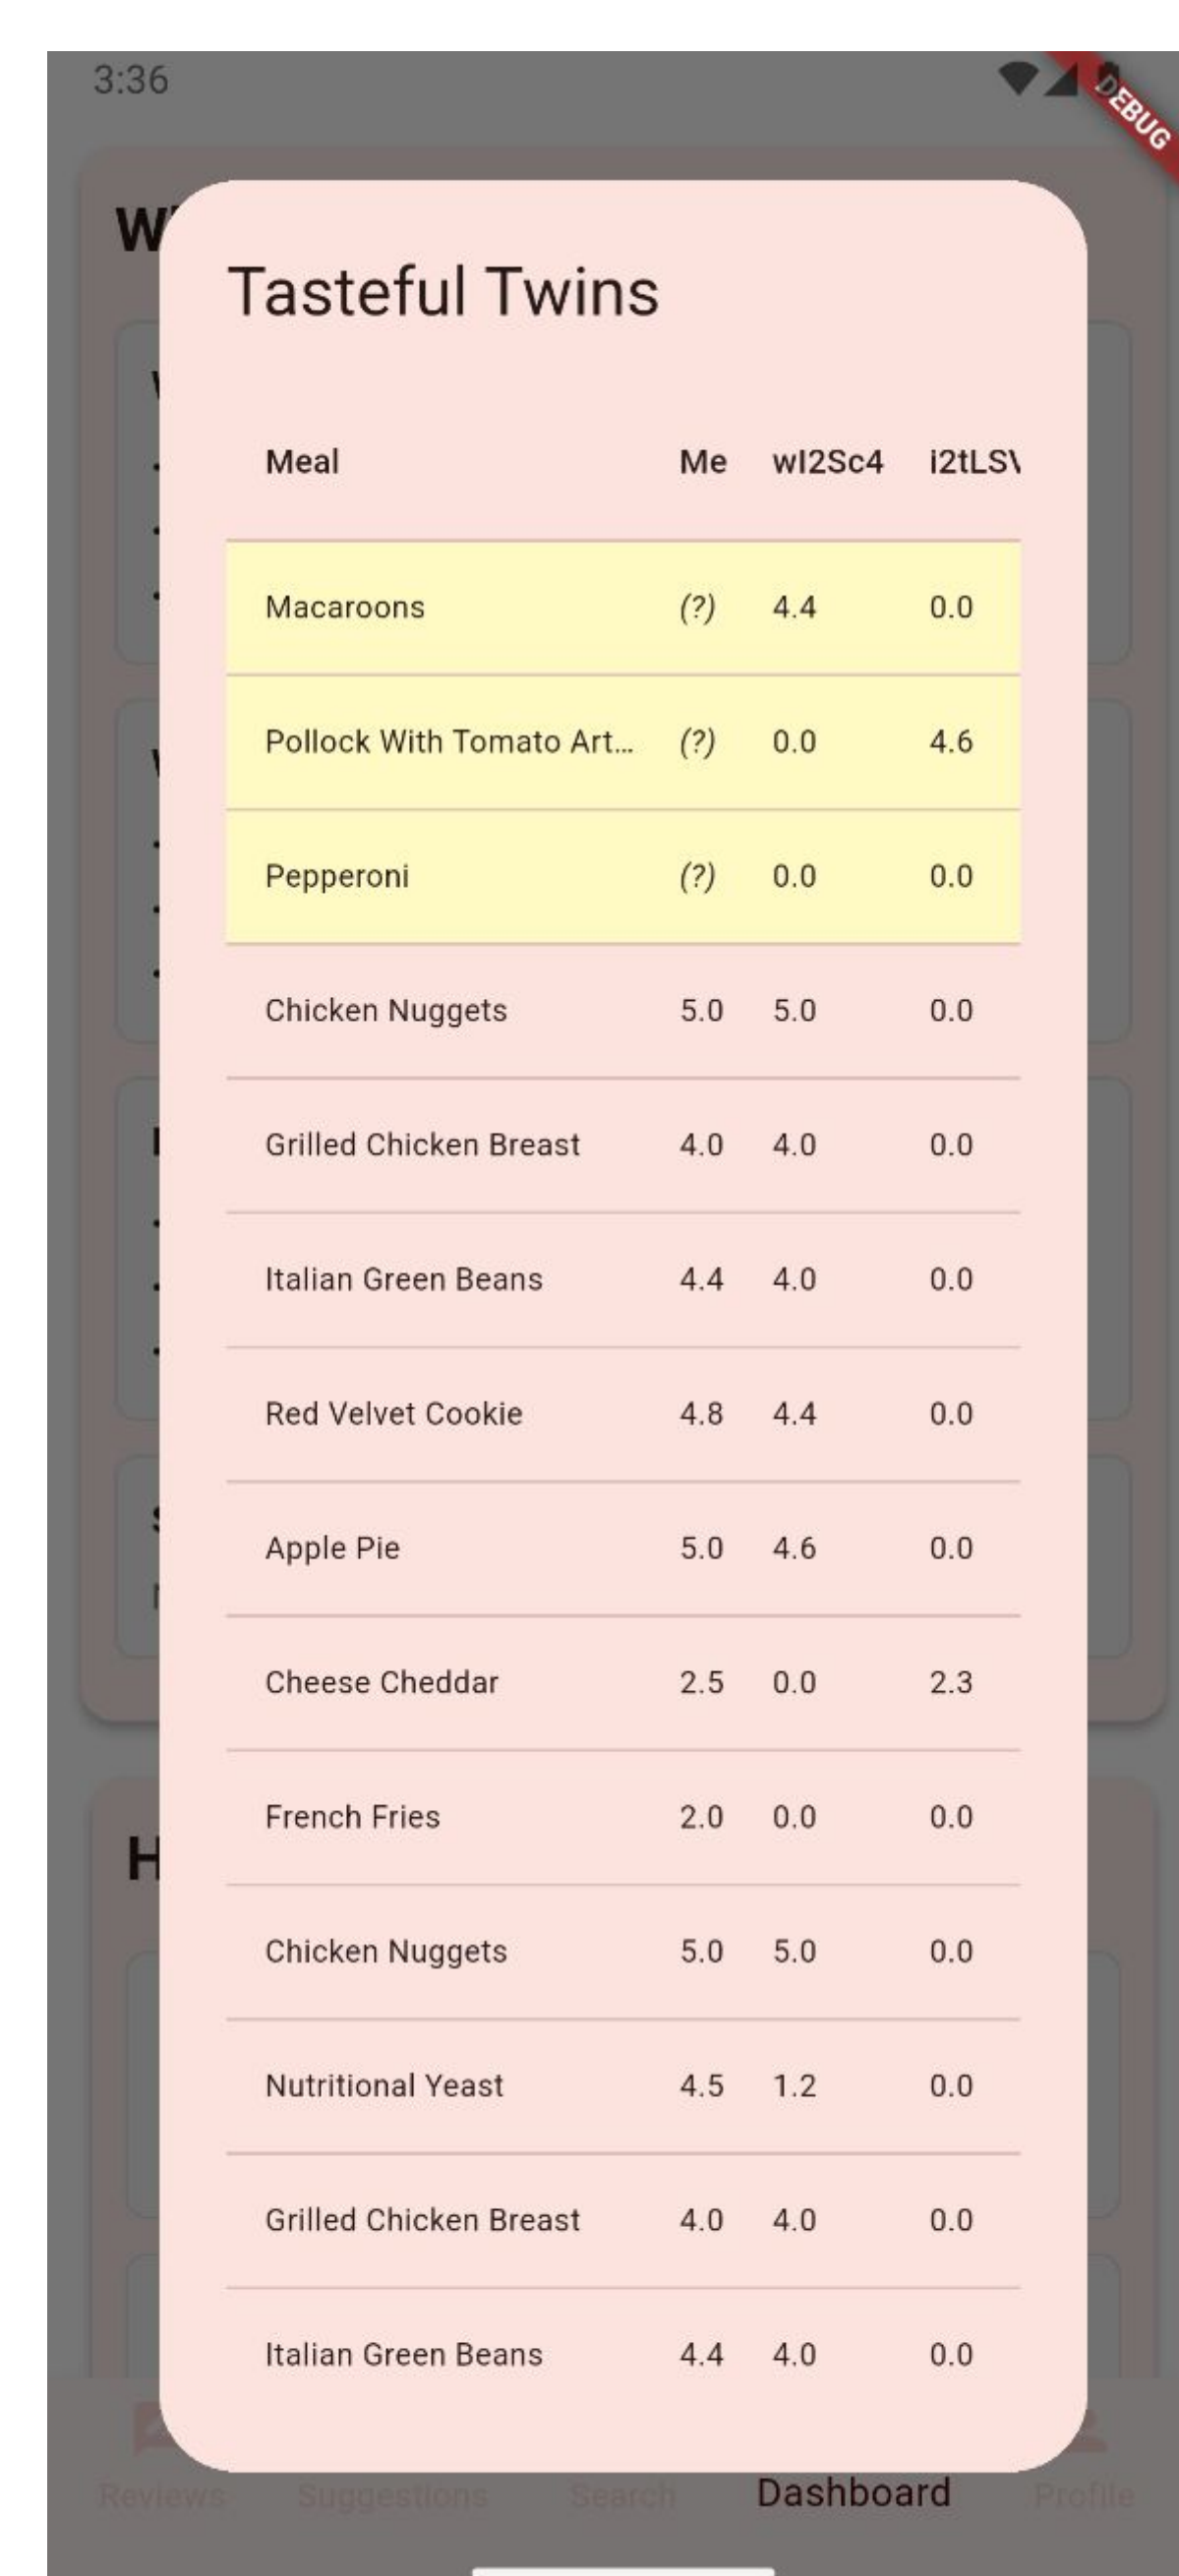 3:36
DEBUG
Tasteful Twins
Meal Me wI2Sc4 i2tLSV
Macaroons (?) 4.4 0.0
Pollock With Tomato Art... (?) 0.0 4.6
Pepperoni (?) 0.0 0.0
Chicken Nuggets 5.0 5.0 0.0
Grilled Chicken Breast 4.0 4.0 0.0
Italian Green Beans 4.4 4.0 0.0
Red Velvet Cookie 4.8 4.4 0.0
Apple Pie 5.0 4.6 0.0
Cheese Cheddar 2.5 0.0 2.3
French Fries 2.0 0.0 0.0
Chicken Nuggets 5.0 5.0 0.0
Nutritional Yeast 4.5 1.2 0.0
Grilled Chicken Breast 4.0 4.0 0.0
Italian Green Beans 4.4 4.0 0.0
Reviews Suggestions Search Dashboard Profile